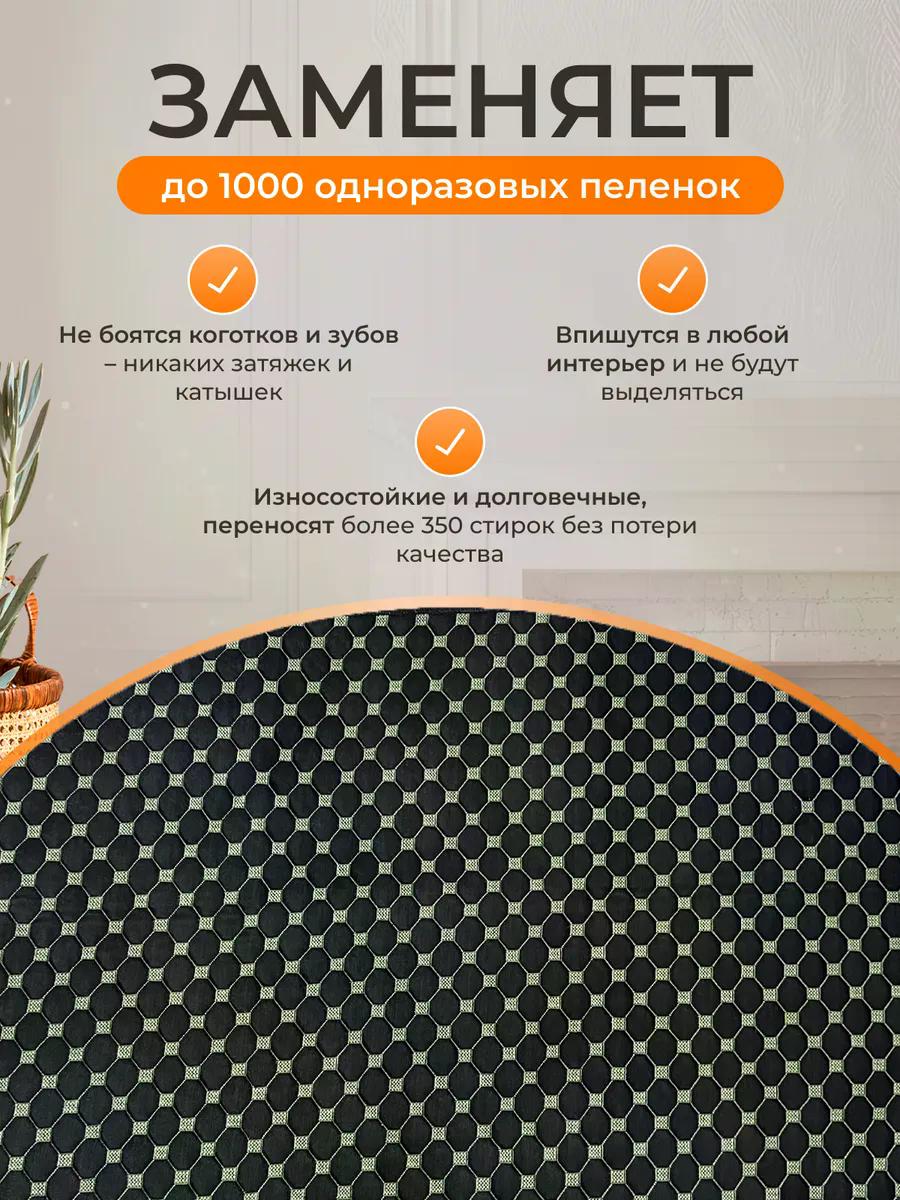 ЗАМЕНЯЕТ
до 1000 одноразовых пеленок
Не боятся коготков и зубов
– никаких затяжек и
катышек
Впишутся в любой
интерьер и не будут
выделяться
Износостойкие и долговечные,
переносят более 350 стирок без потери
качества